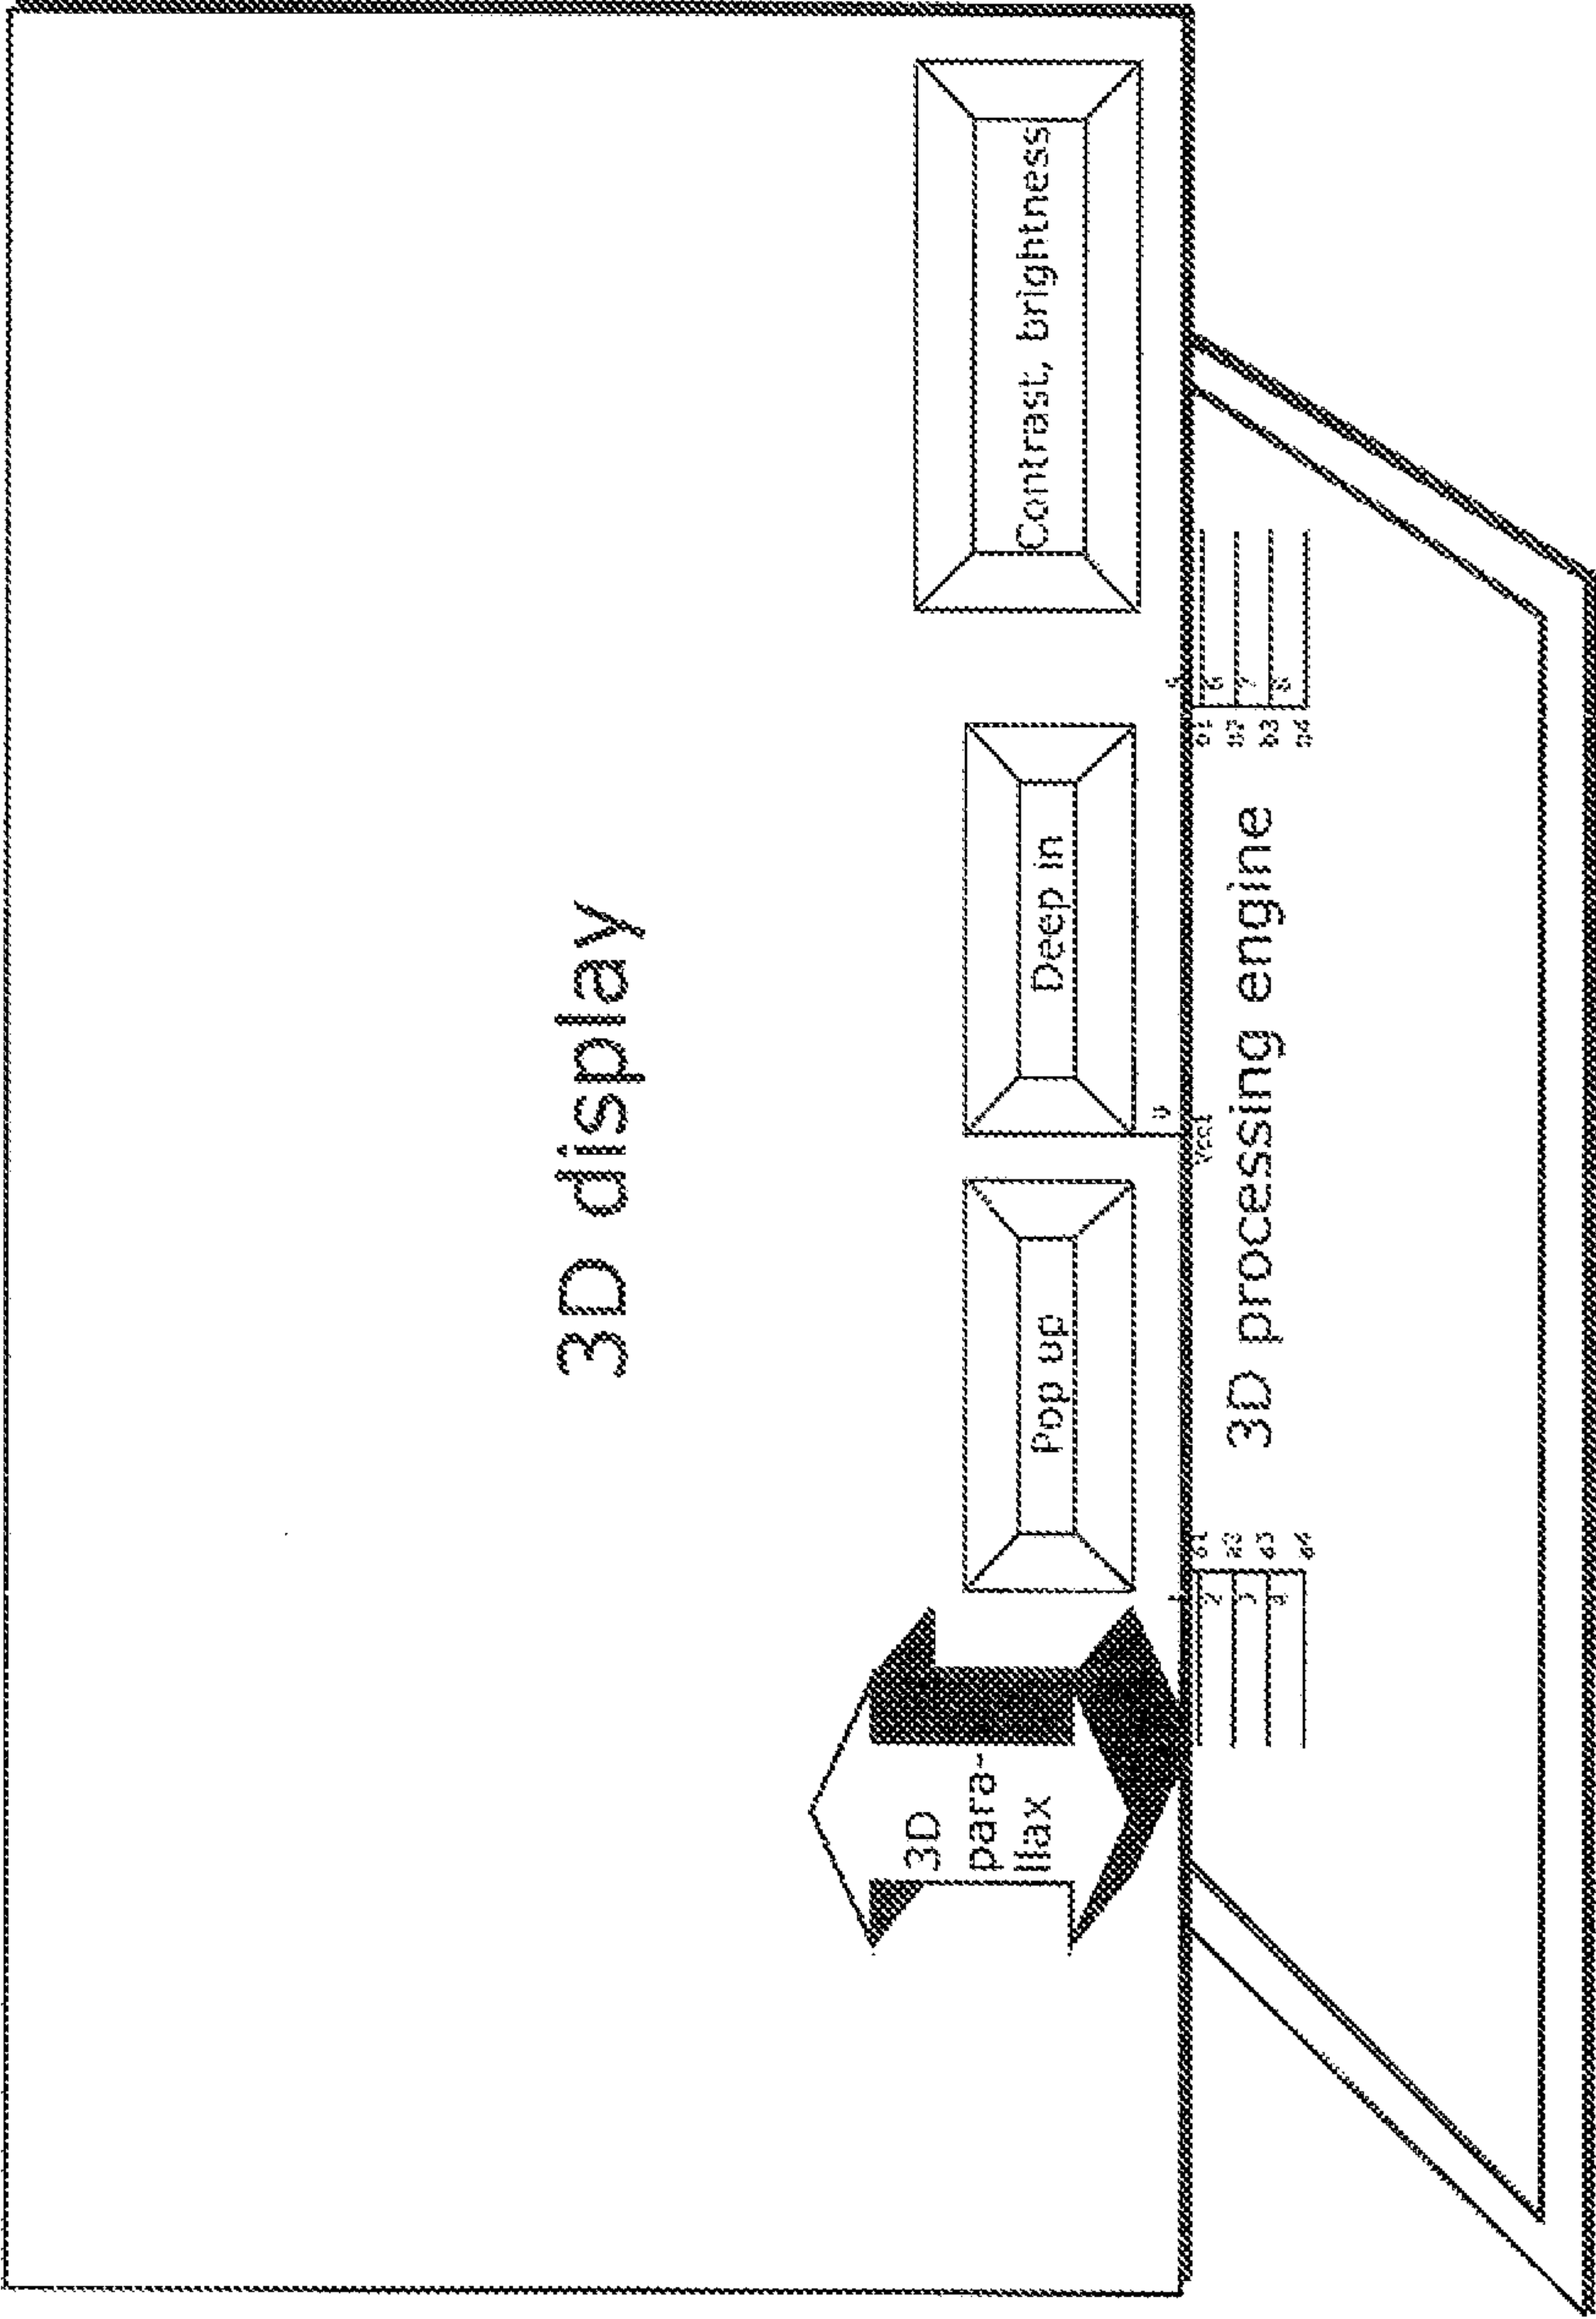 3D display
3D
para-
llax
Pop up
Deep in
Contrast, brightness
3D processing engine